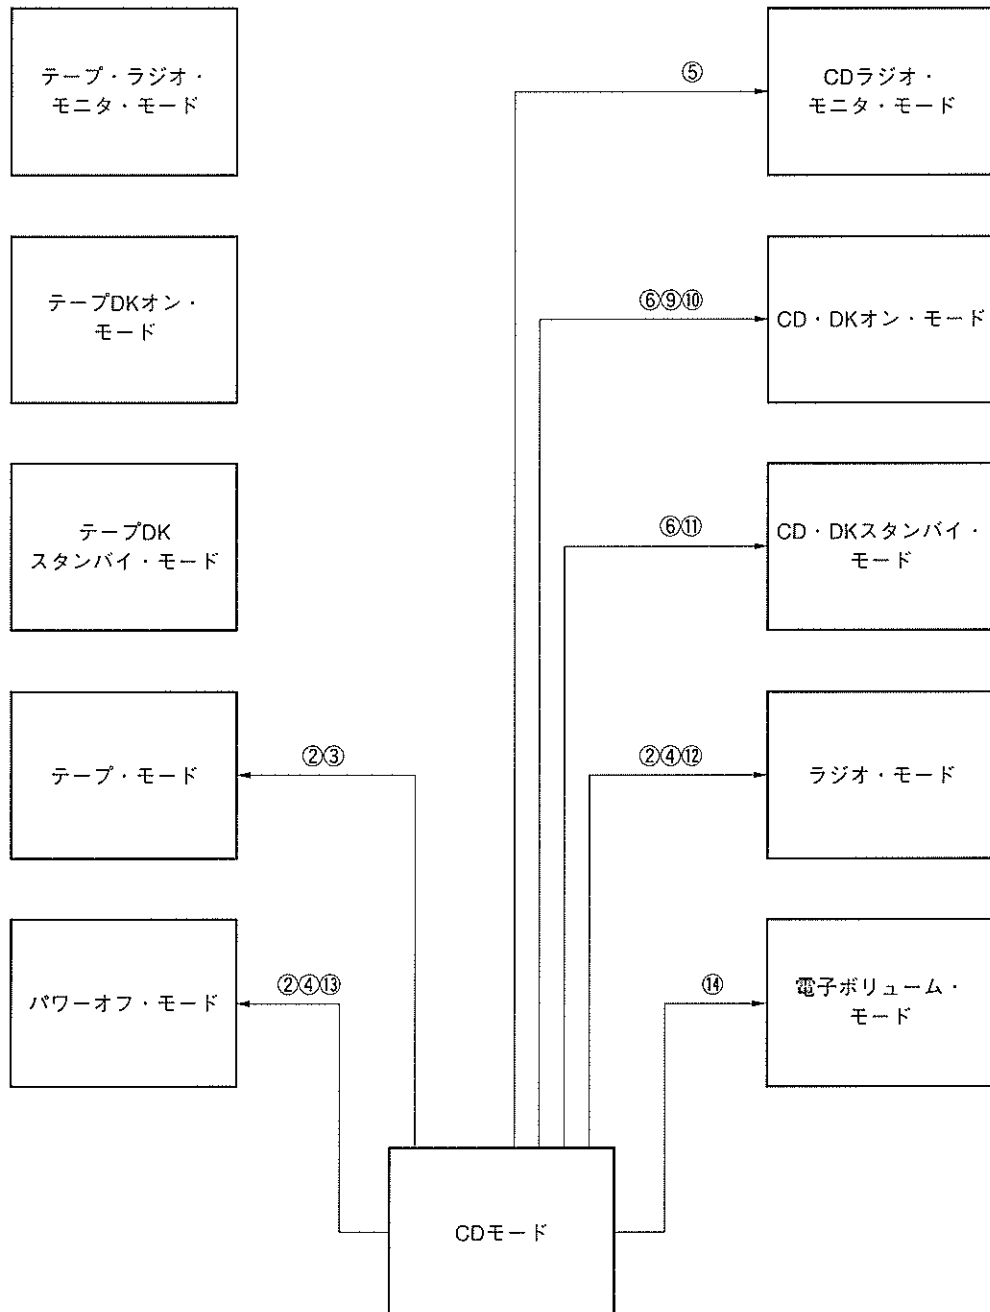 テープ・ラジオ・
モニタ・モード
⑤
CDラジオ・
モニタ・モード
テープDKオン・
モード
⑥⑨⑩
CD・DKオン・モード
テープDK
スタンバイ・モード
⑥⑪
CD・DKスタンバイ・
モード
テープ・モード
②③
②④⑫
ラジオ・モード
パワーオフ・モード
②④⑬
⑭
電子ボリューム・
モード
CDモード